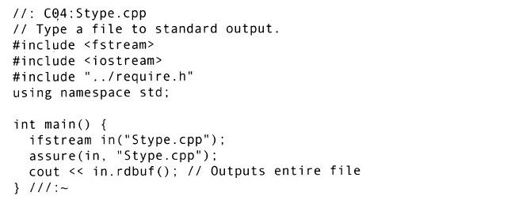 //: C04:Stype.cpp
// Type a file to standard output.
#include <fstream>
#include <iostream>
#include "../require.h"
using namespace std;

int main() {
  ifstream in("Stype.cpp");
  assure(in, "Stype.cpp");
  cout << in.rdbuf(); // Outputs entire file
} ///:~